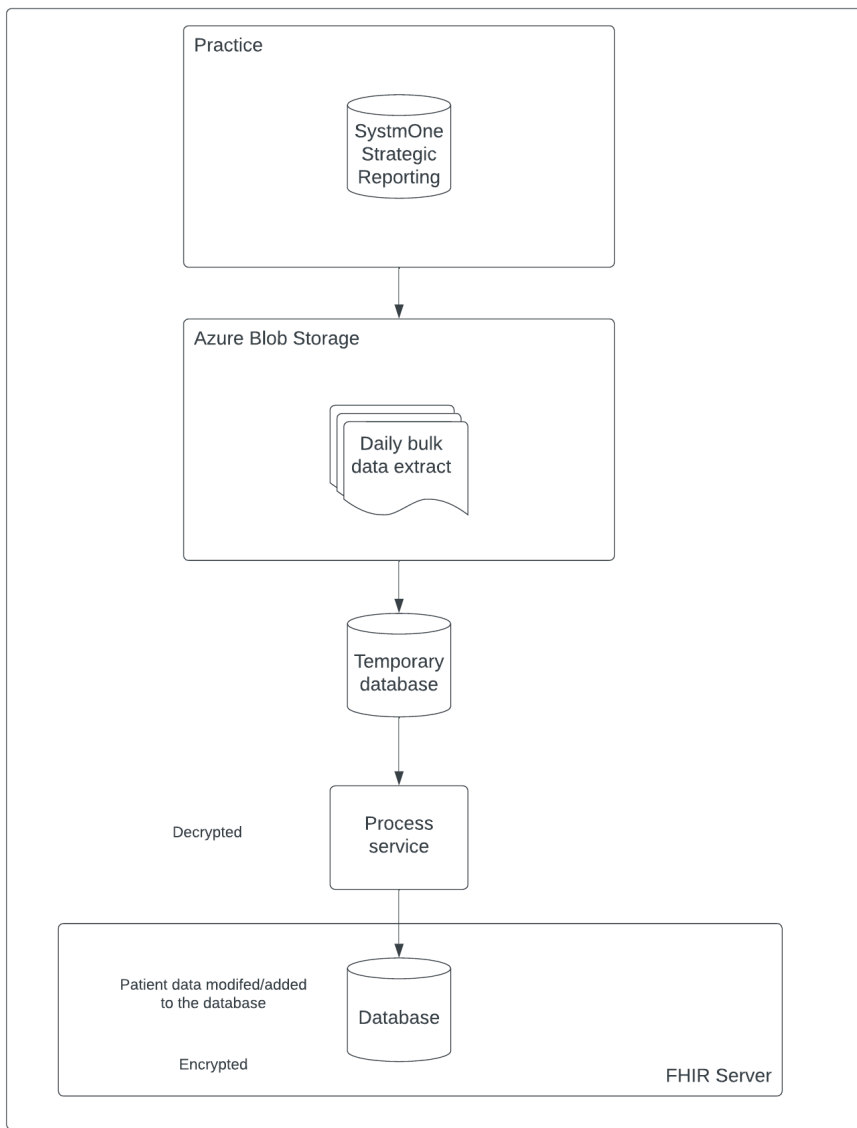 Practice
SystmOne
Strategic
Reporting
Azure Blob Storage
Daily bulk
data extract
Temporary
database
Decrypted
Process
service
Patient data modifed/added
to the database
Database
Encrypted
FHIR Server